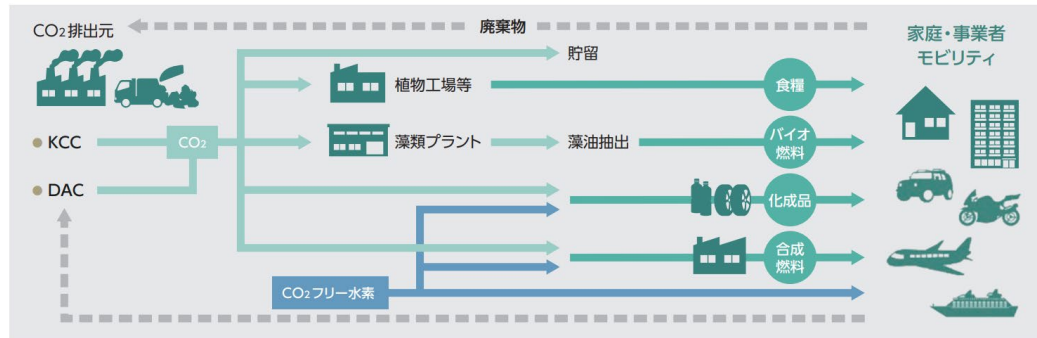 廃棄物
CO2排出元
家庭・事業者
モビリティ
貯留
植物工場等
食糧
KCC
CO2
藻類プラント
藻油抽出
バイオ
燃料
DAC
化成品
合成
燃料
CO2フリー水素